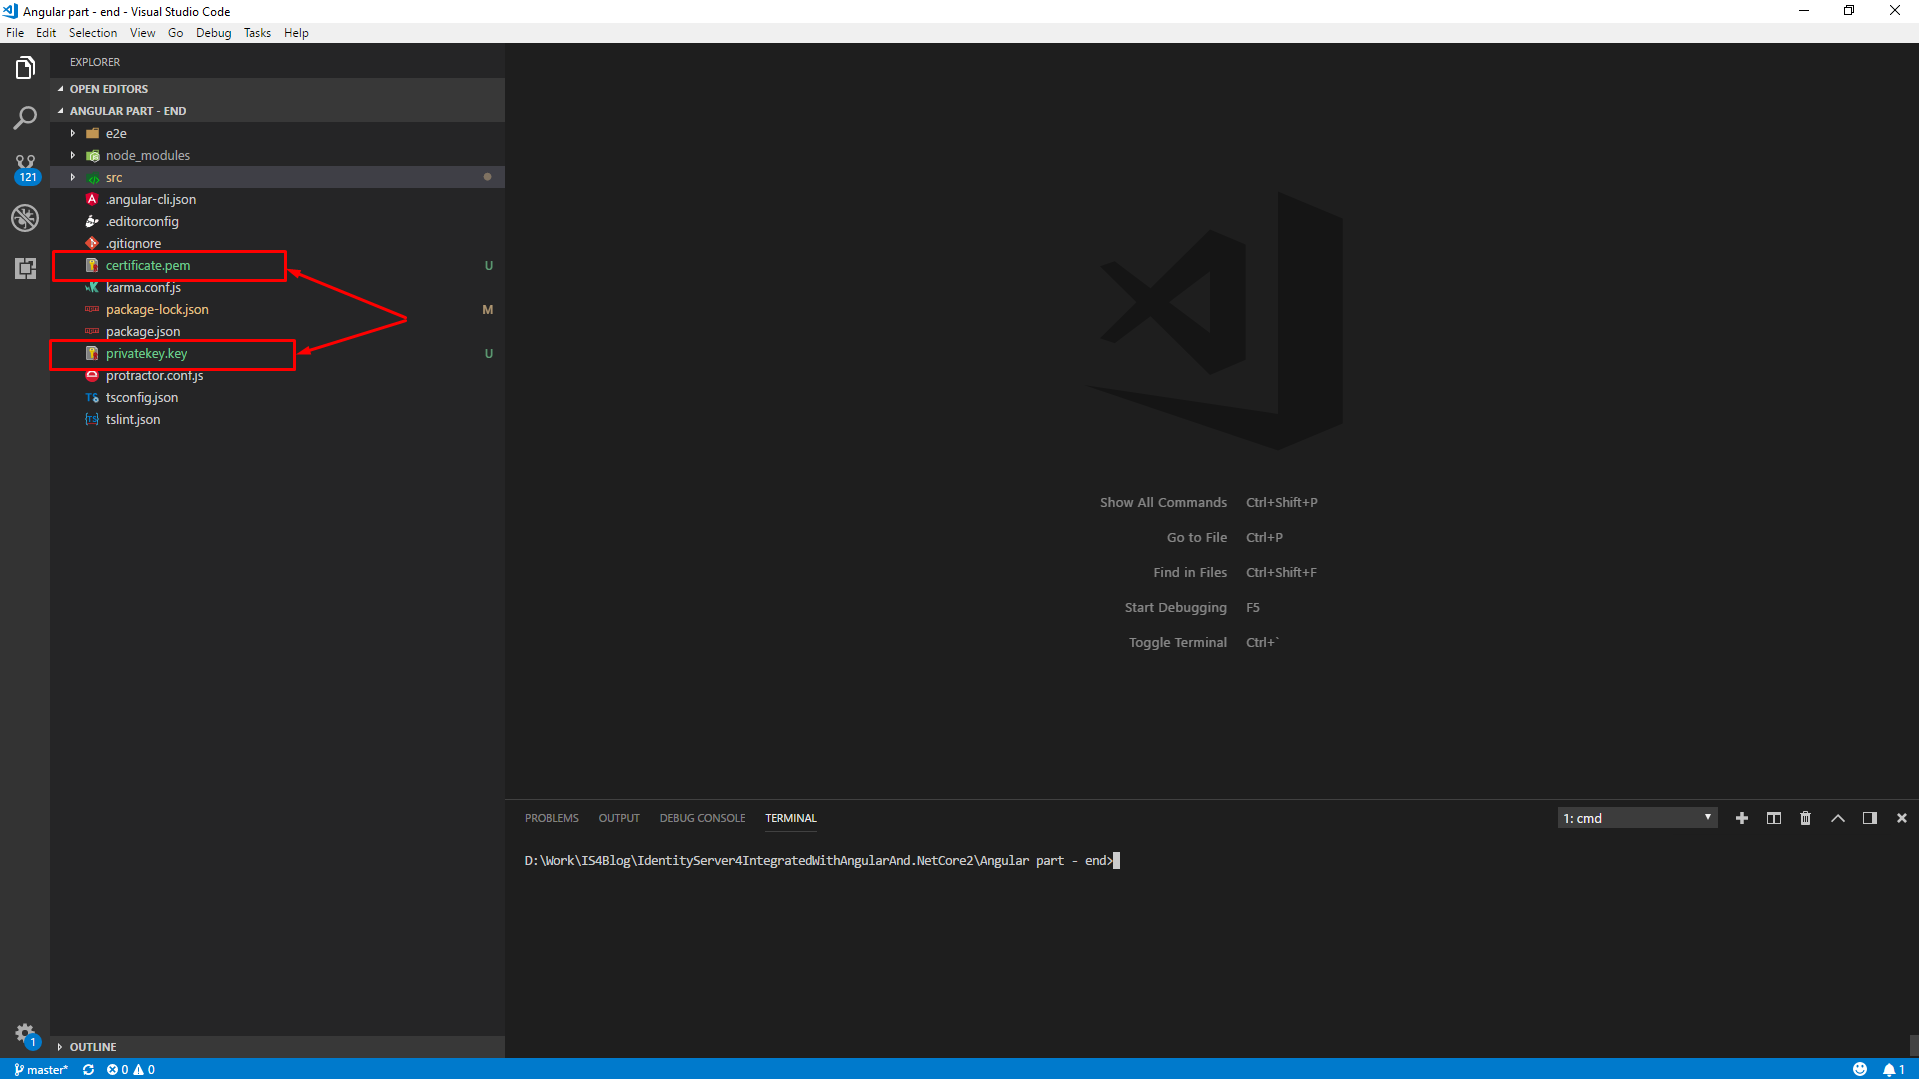 Angular part - end - Visual Studio Code
File Edit Selection View Go Debug Tasks Help
EXPLORER
OPEN EDITORS
ANGULAR PART - END
e2e
node_modules
121
src
.angular-cli.json
.editorconfig
.gitignore
certificate.pem U
karma.conf.js
package-lock.json M
package.json
privatekey.key U
protractor.conf.js
tsconfig.json
tslint.json
Show All Commands Ctrl+Shift+P
Go to File Ctrl+P
Find in Files Ctrl+Shift+F
Start Debugging F5
Toggle Terminal Ctrl+`
PROBLEMS OUTPUT DEBUG CONSOLE TERMINAL 1: cmd
D:\Work\IS4Blog\IdentityServer4IntegratedWithAngularAnd.NetCore2\Angular part - end>
1
OUTLINE
master* 0 0 1